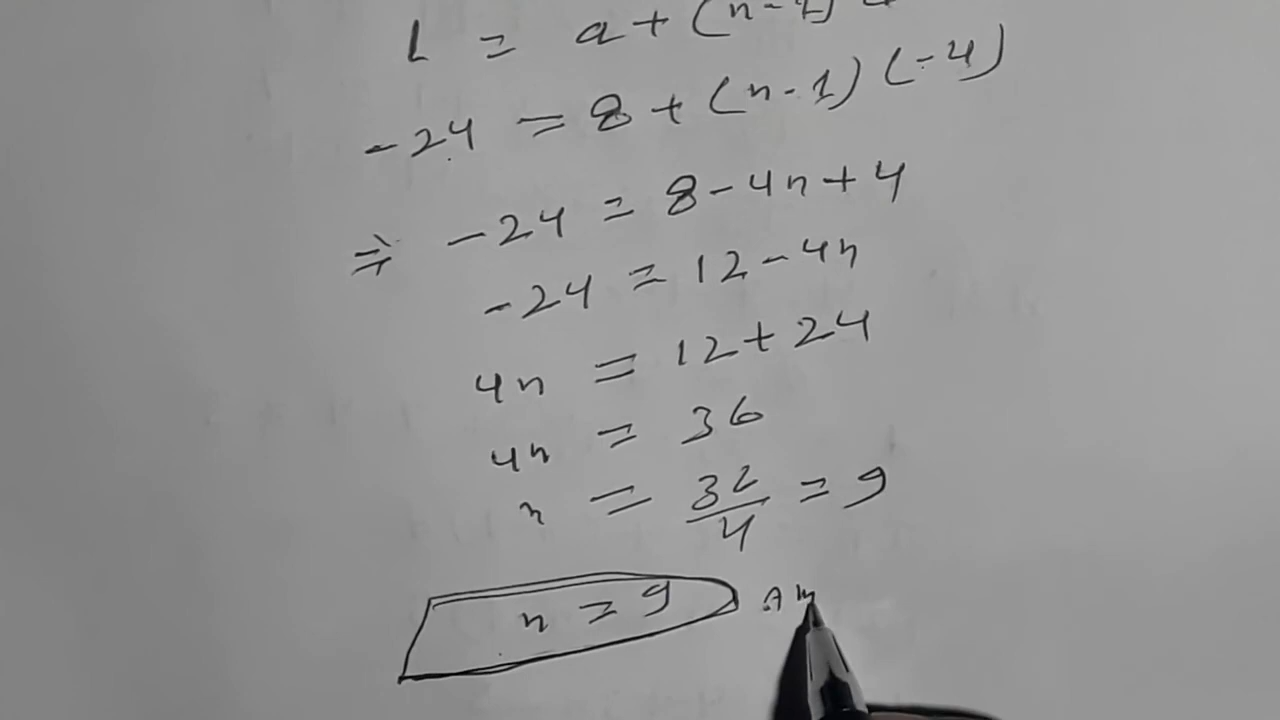 L = a + (n-1)
-24 = 8 + (n-1) (-4)
⇒ -24 = 8 - 4n + 4
-24 = 12 - 4n
4n = 12 + 24
4n = 36
n = 32/4 = 9
n = 9 An